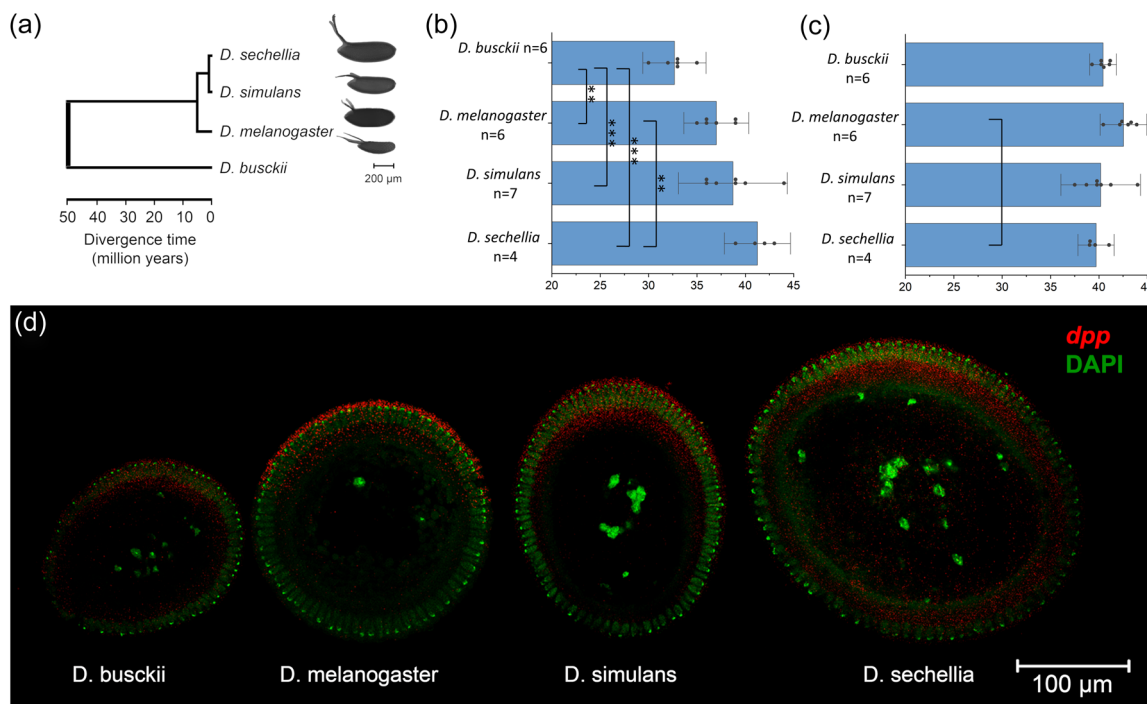 (a)
D. sechellia
D. simulans
D. melanogaster
D. busckii
200 µm
50 40 30 20 10 0
Divergence time
(million years)
(b)
D. busckii n=6
D. melanogaster
n=6
D. simulans
n=7
D. sechellia
n=4
**
***
***
**
20 25 30 35 40 45
(c)
D. busckii
n=6
D. melanogaster
n=6
D. simulans
n=7
D. sechellia
n=4
20 25 30 35 40
(d)
dpp
DAPI
D. busckii
D. melanogaster
D. simulans
D. sechellia
100 µm